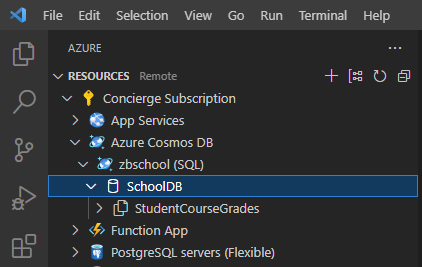 File Edit Selection View Go Run Terminal Help
AZURE
RESOURCES Remote
Concierge Subscription
App Services
Azure Cosmos DB
zbschool (SQL)
SchoolDB
StudentCourseGrades
Function App
PostgreSQL servers (Flexible)